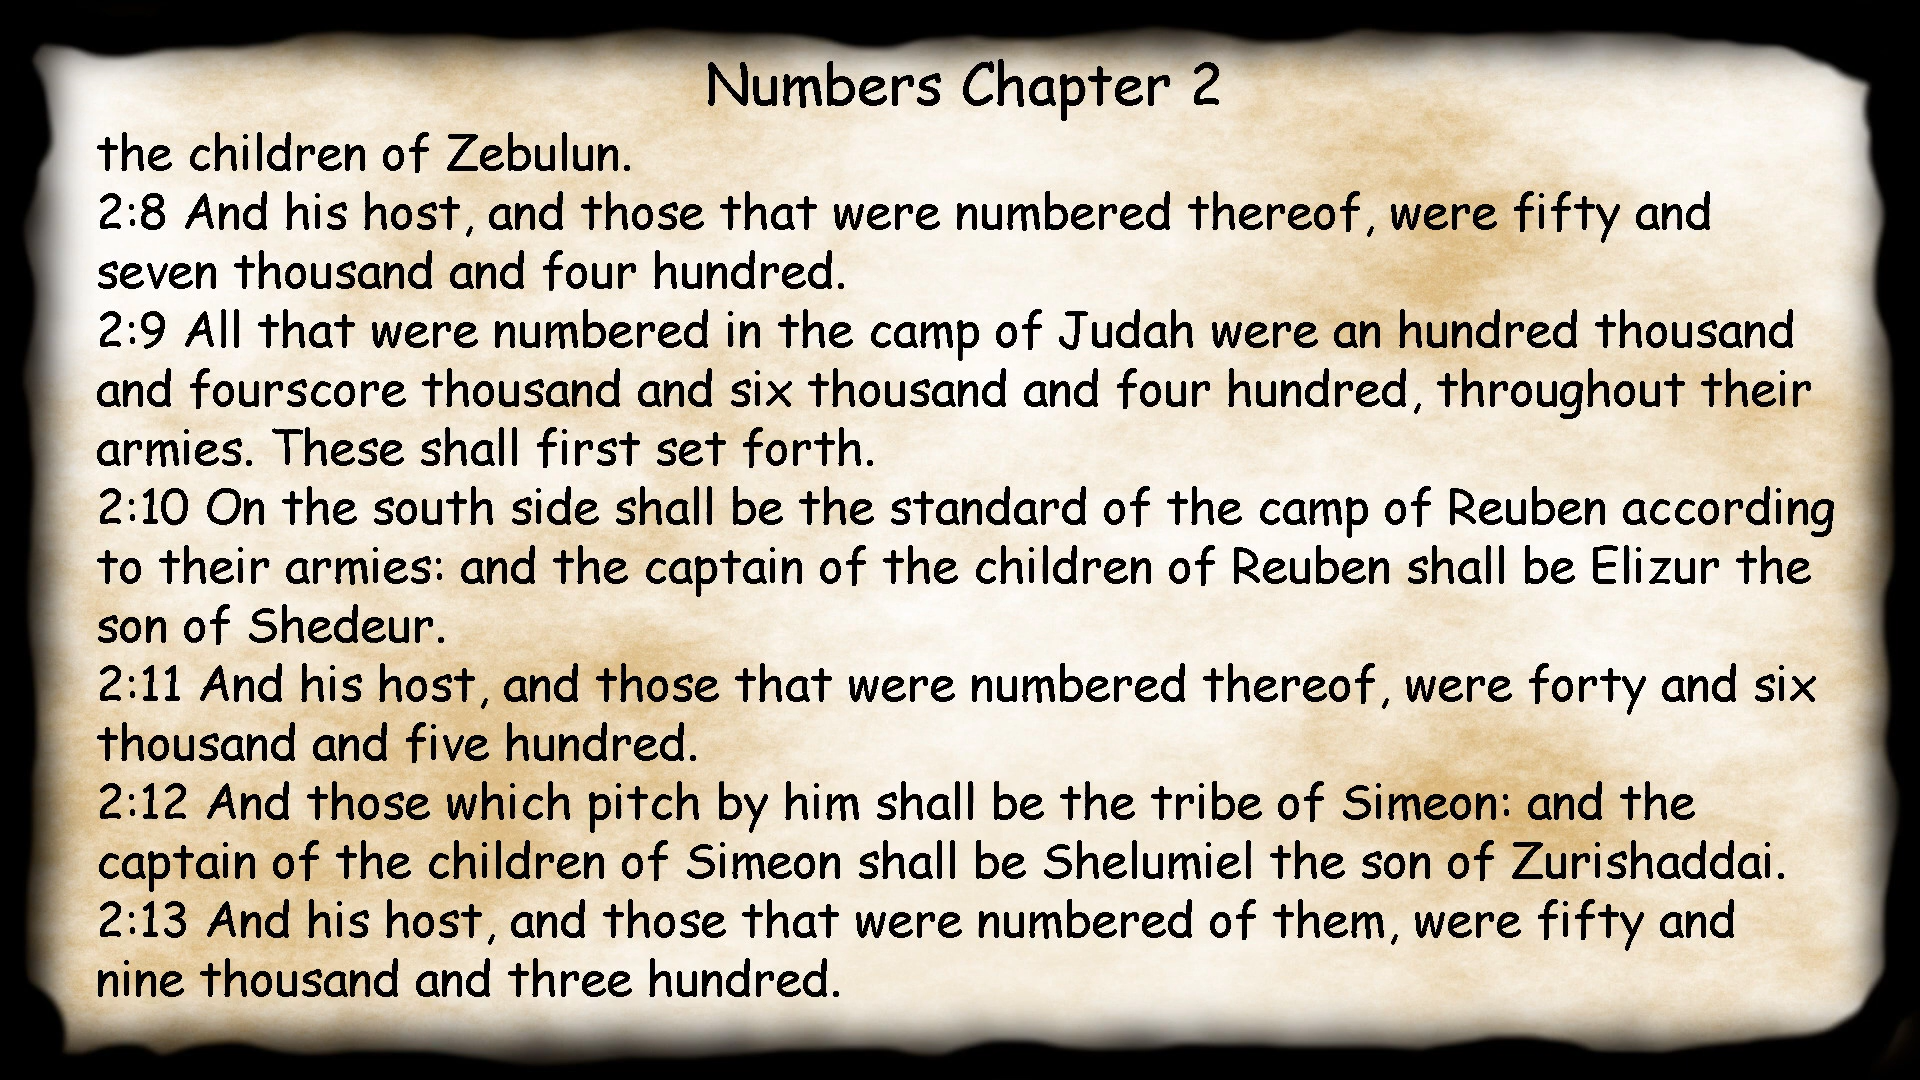 Numbers Chapter 2
the children of Zebulun.
2:8 And his host, and those that were numbered thereof, were fifty and
seven thousand and four hundred.
2:9 All that were numbered in the camp of Judah were an hundred thousand
and fourscore thousand and six thousand and four hundred, throughout their
armies. These shall first set forth.
2:10 On the south side shall be the standard of the camp of Reuben according
to their armies: and the captain of the children of Reuben shall be Elizur the
son of Shedeur.
2:11 And his host, and those that were numbered thereof, were forty and six
thousand and five hundred.
2:12 And those which pitch by him shall be the tribe of Simeon: and the
captain of the children of Simeon shall be Shelumiel the son of Zurishaddai.
2:13 And his host, and those that were numbered of them, were fifty and
nine thousand and three hundred.